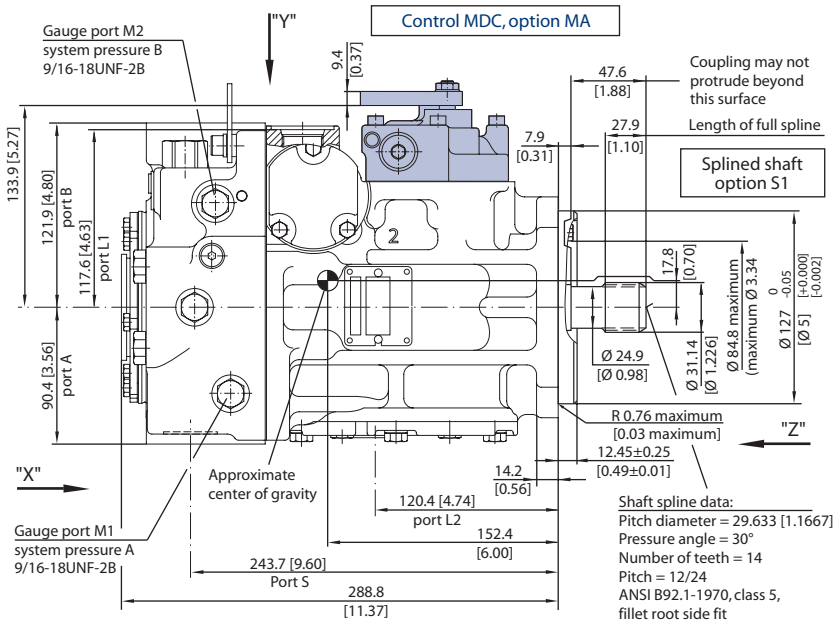 Control MDC, option MA
Gauge port M2
system pressure B
9/16-18UNF-2B
"Y"
9.4
[0.37]
47.6
[1.88]
Coupling may not
protrude beyond
this surface
27.9
[1.10]
Length of full spline
7.9
[0.31]
Splined shaft
option S1
133.9 [5.27]
121.9 [4.80]
port B
117.6 [4.63]
port L1
90.4 [3.56]
port A
2
17.8
[0.70]
Ø 24.9
[Ø 0.98]
Ø 31.14
[Ø 1.226]
Ø 84.8 maximum
(maximum Ø 3.34
Ø 127 0 -0.05
[Ø 5] [+0.000] [-0.002]
R 0.76 maximum
[0.03 maximum]
"Z"
12.45±0.25
[0.49±0.01]
14.2
[0.56]
"X"
Approximate
center of gravity
120.4 [4.74]
port L2
152.4
[6.00]
Gauge port M1
system pressure A
9/16-18UNF-2B
243.7 [9.60]
Port S
288.8
[11.37]
Shaft spline data:
Pitch diameter = 29.633 [1.1667]
Pressure angle = 30°
Number of teeth = 14
Pitch = 12/24
ANSI B92.1-1970, class 5,
fillet root side fit